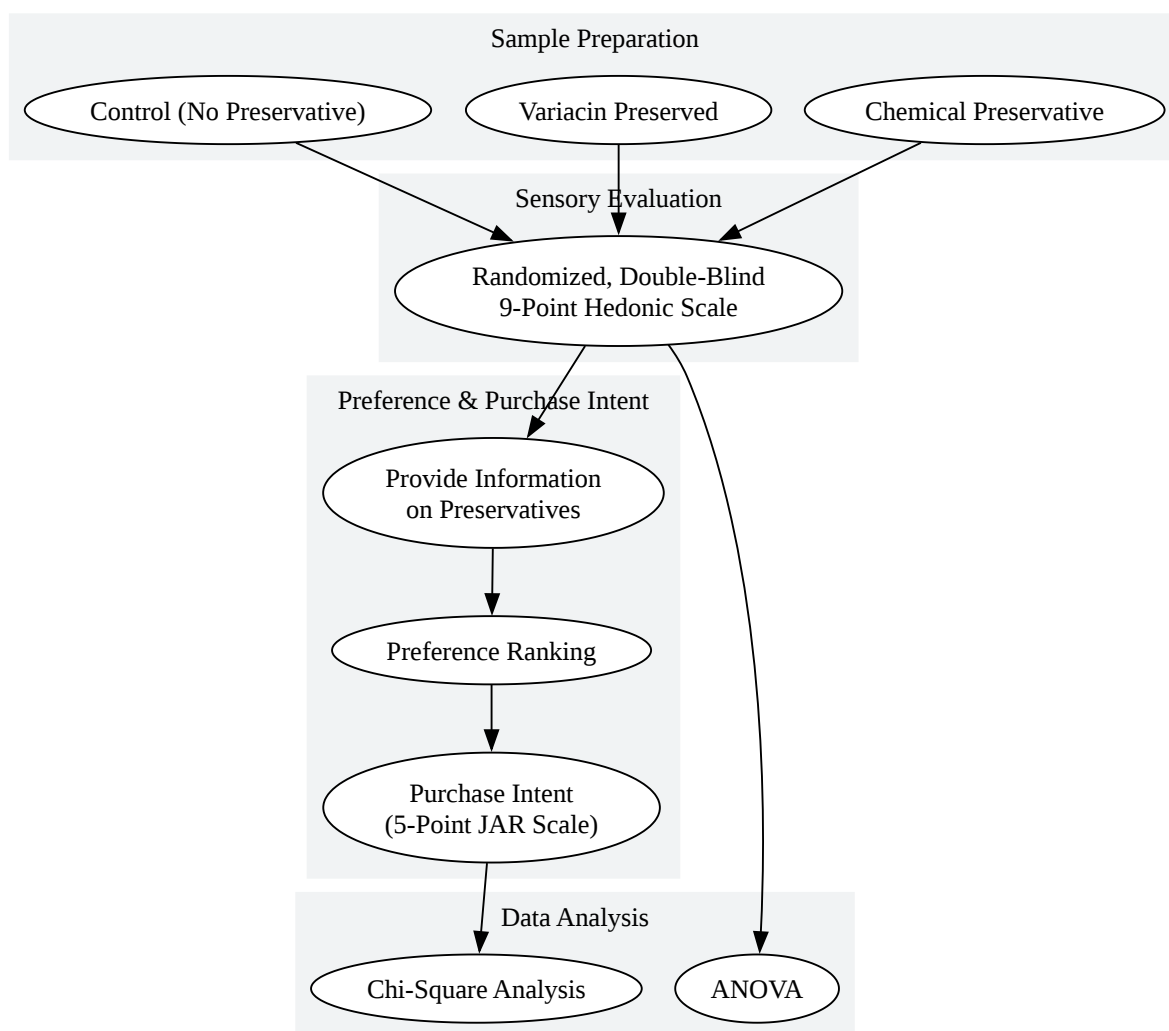 Sample Preparation
Control (No Preservative)
Variacin Preserved
Chemical Preservative
Sensory Evaluation
Randomized, Double-Blind
9-Point Hedonic Scale
Preference & Purchase Intent
Provide Information
on Preservatives
Preference Ranking
Purchase Intent
(5-Point JAR Scale)
Data Analysis
Chi-Square Analysis
ANOVA